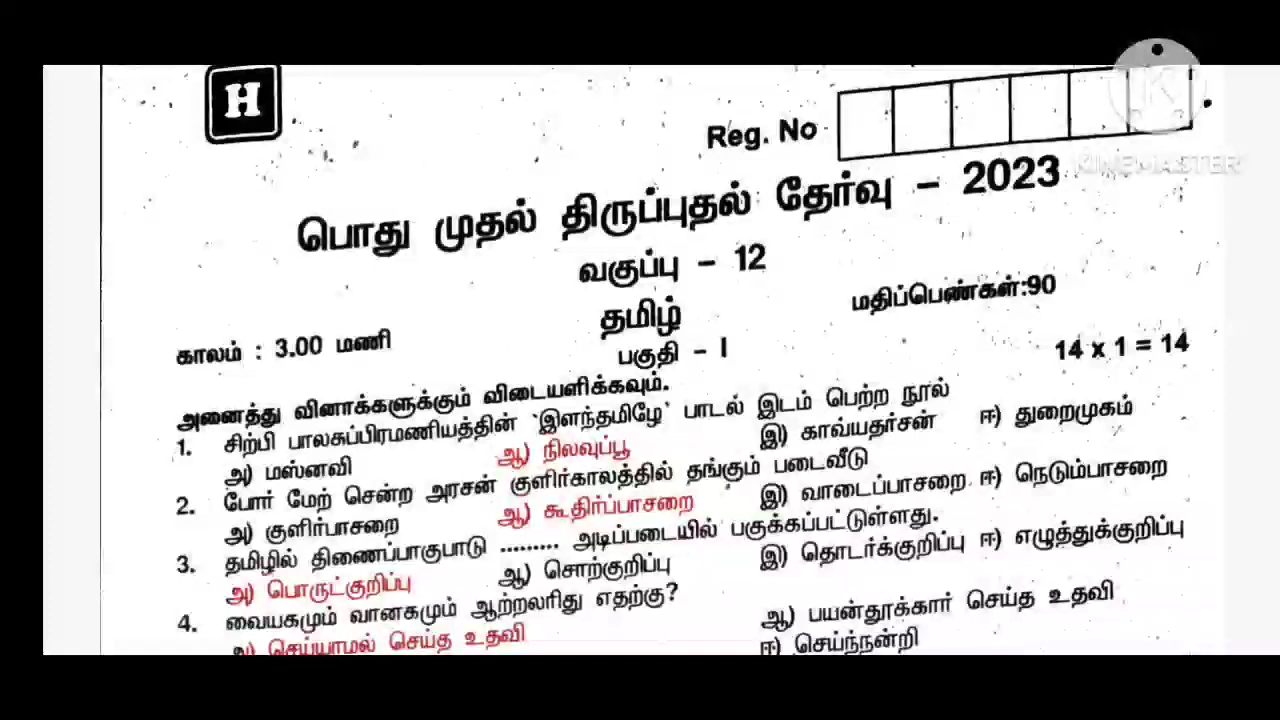 H
Reg. No
KINEMASTER
பொது முதல் திருப்புதல் தேர்வு – 2023
வகுப்பு – 12
தமிழ்
மதிப்பெண்கள்:90
காலம் : 3.00 மணி
பகுதி – I
14 x 1 = 14
அனைத்து வினாக்களுக்கும் விடையளிக்கவும்.
1. சிற்பி பாலசுப்பிரமணியத்தின் 'இளந்தமிழே' பாடல் இடம் பெற்ற நூல்
அ) மஸ்னவி ஆ) நிலவுப்பூ இ) காவ்யதர்சன் ஈ) துறைமுகம்
2. போர் மேற் சென்ற அரசன் குளிர்காலத்தில் தங்கும் படைவீடு
அ) குளிர்பாசறை ஆ) கூதிர்ப்பாசறை இ) வாடைப்பாசறை ஈ) நெடும்பாசறை
3. தமிழில் திணைப்பாகுபாடு ......... அடிப்படையில் பகுக்கப்பட்டுள்ளது.
அ) பொருட்குறிப்பு ஆ) சொற்குறிப்பு இ) தொடர்க்குறிப்பு ஈ) எழுத்துக்குறிப்பு
4. வையகமும் வானகமும் ஆற்றலரிது எதற்கு?
அ) செய்யாமல் செய்த உதவி ஆ) பயன்தூக்கார் செய்த உதவி
ஈ) செய்ந்நன்றி